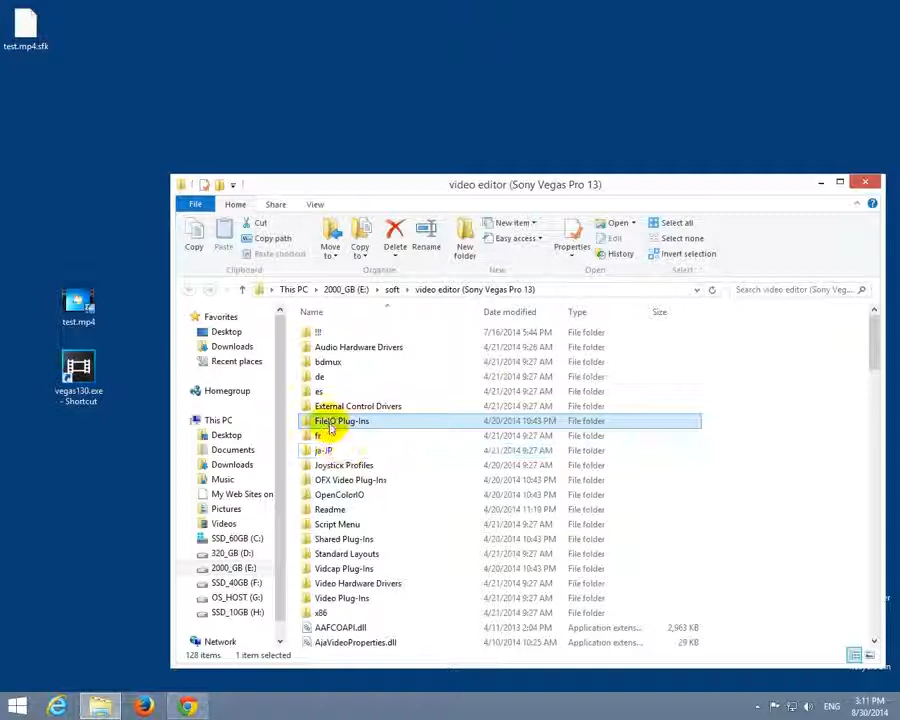 test.mp4.sfk
test.mp4
vegas130.exe
- Shortcut
video editor (Sony Vegas Pro 13)
File Home Share View
Copy
Paste
Cut
Copy path
Paste shortcut
Clipboard
Move
to
Copy
to
Delete
Rename
Organize
New
folder
New item
Easy access
New
Properties
Open
Edit
History
Open
Select all
Select none
Invert selection
Select
This PC 2000_GB (E:) soft video editor (Sony Vegas Pro 13)
Search video editor (Sony Veg...
Favorites
Desktop
Downloads
Recent places
Homegroup
This PC
Desktop
Documents
Downloads
Music
My Web Sites on
Pictures
Videos
SSD_60GB (C:)
320_GB (D:)
2000_GB (E:)
SSD_40GB (F:)
OS_HOST (G:)
SSD_10GB (H:)
Network
Name Date modified Type Size
!!! 7/16/2014 5:44 PM File folder
Audio Hardware Drivers 4/21/2014 9:26 AM File folder
bdmux 4/21/2014 9:27 AM File folder
de 4/21/2014 9:27 AM File folder
es 4/21/2014 9:27 AM File folder
External Control Drivers 4/21/2014 9:27 AM File folder
FileIO Plug-Ins 4/20/2014 10:43 PM File folder
fr 4/21/2014 9:27 AM File folder
ja-JP 4/21/2014 9:27 AM File folder
Joystick Profiles 4/20/2014 10:43 PM File folder
OFX Video Plug-Ins 4/20/2014 10:43 PM File folder
OpenColorIO 4/20/2014 10:43 PM File folder
Readme 4/20/2014 11:19 PM File folder
Script Menu 4/21/2014 9:27 AM File folder
Shared Plug-Ins 4/20/2014 10:43 PM File folder
Standard Layouts 4/21/2014 9:27 AM File folder
Vidcap Plug-Ins 4/20/2014 10:43 PM File folder
Video Hardware Drivers 4/21/2014 9:27 AM File folder
Video Plug-Ins 4/21/2014 9:27 AM File folder
x86 4/21/2014 9:27 AM File folder
AAFCOAPI.dll 4/11/2013 2:04 PM Application extens... 2,963 KB
AjaVideoProperties.dll 4/10/2014 10:25 AM Application extens... 29 KB
128 items 1 item selected
ENG
3:11 PM
8/30/2014